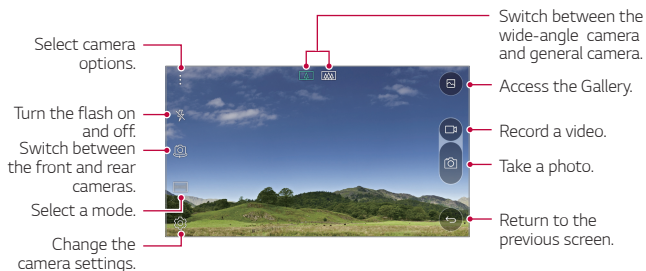 Select camera
options.
Turn the flash on
and off.
Switch between
the front and rear
cameras.
Select a mode.
Change the
camera settings.
Switch between the
wide-angle camera
and general camera.
Access the Gallery.
Record a video.
Take a photo.
Return to the
previous screen.